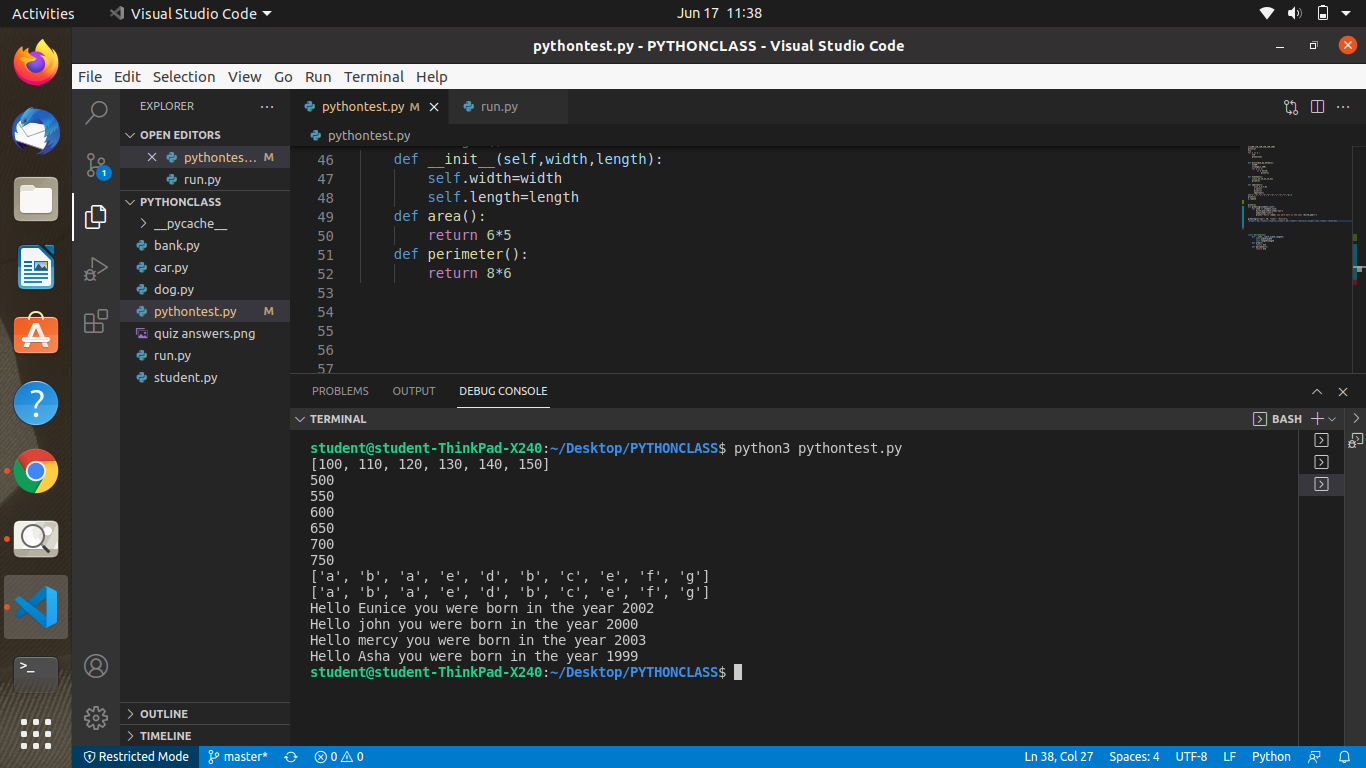 Activities
Visual Studio Code
Jun 17 11:38
pythontest.py - PYTHONCLASS - Visual Studio Code
File Edit Selection View Go Run Terminal Help
EXPLORER
OPEN EDITORS
pythontes... M
run.py
PYTHONCLASS
__pycache__
bank.py
car.py
dog.py
pythontest.py M
quiz answers.png
run.py
student.py
OUTLINE
TIMELINE
1
pythontest.py M
run.py
pythontest.py
46 def __init__(self,width,length):
47 self.width=width
48 self.length=length
49 def area():
50 return 6*5
51 def perimeter():
52 return 8*6
53
54
55
56
57
PROBLEMS OUTPUT DEBUG CONSOLE
TERMINAL
BASH
student@student-ThinkPad-X240:~/Desktop/PYTHONCLASS$ python3 pythontest.py
[100, 110, 120, 130, 140, 150]
500
550
600
650
700
750
['a', 'b', 'a', 'e', 'd', 'b', 'c', 'e', 'f', 'g']
['a', 'b', 'a', 'e', 'd', 'b', 'c', 'e', 'f', 'g']
Hello Eunice you were born in the year 2002
Hello john you were born in the year 2000
Hello mercy you were born in the year 2003
Hello Asha you were born in the year 1999
student@student-ThinkPad-X240:~/Desktop/PYTHONCLASS$
Restricted Mode master* 0 0 Ln 38, Col 27 Spaces: 4 UTF-8 LF Python